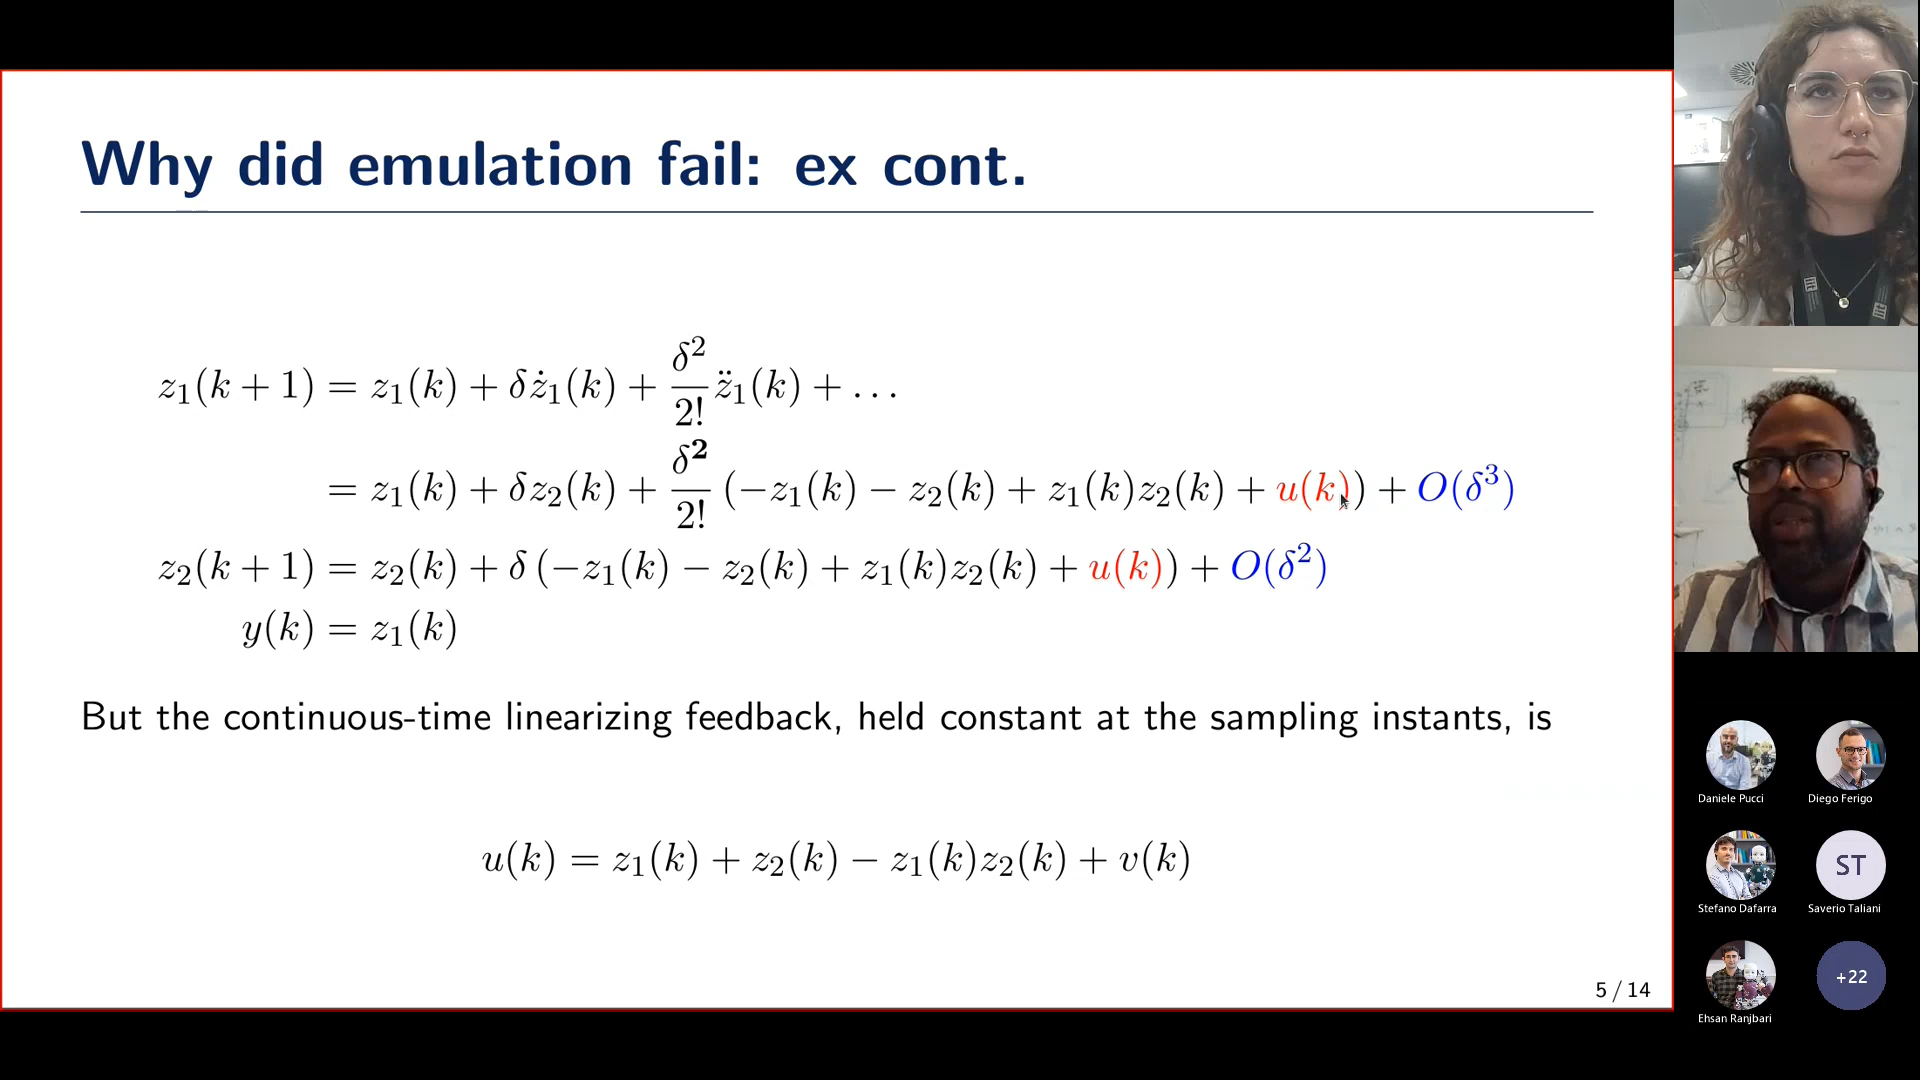 Why did emulation fail: ex cont.
z₁(k + 1) = z₁(k) + δż₁(k) + δ²/2! z̈₁(k) + . . .
= z₁(k) + δz₂(k) + δ²/2! (−z₁(k) − z₂(k) + z₁(k)z₂(k) + u(k)) + O(δ³)
z₂(k + 1) = z₂(k) + δ (−z₁(k) − z₂(k) + z₁(k)z₂(k) + u(k)) + O(δ²)
y(k) = z₁(k)
But the continuous-time linearizing feedback, held constant at the sampling instants, is
u(k) = z₁(k) + z₂(k) − z₁(k)z₂(k) + v(k)
5 / 14
Daniele Pucci
Diego Ferigo
Stefano Dafarra
ST
Saverio Taliani
Ehsan Ranjbari
+22